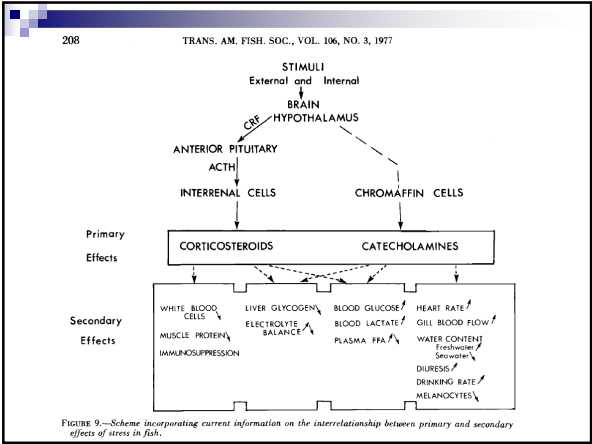 208
TRANS. AM. FISH. SOC., VOL. 106, NO. 3, 1977
STIMULI
External and Internal
BRAIN
HYPOTHALAMUS
CRF
ANTERIOR PITUITARY
ACTH
INTERRENAL CELLS
CHROMAFFIN CELLS
Primary
Effects
CORTICOSTEROIDS
CATECHOLAMINES
Secondary
Effects
WHITE BLOOD
CELLS
MUSCLE PROTEIN
IMMUNOSUPPRESSION
LIVER GLYCOGEN
ELECTROLYTE
BALANCE
BLOOD GLUCOSE
BLOOD LACTATE
PLASMA FFA
HEART RATE
GILL BLOOD FLOW
WATER CONTENT
Freshwater
Seawater
DIURESIS
DRINKING RATE
MELANOCYTES
FIGURE 9.—Scheme incorporating current information on the interrelationship between primary and secondary
effects of stress in fish.